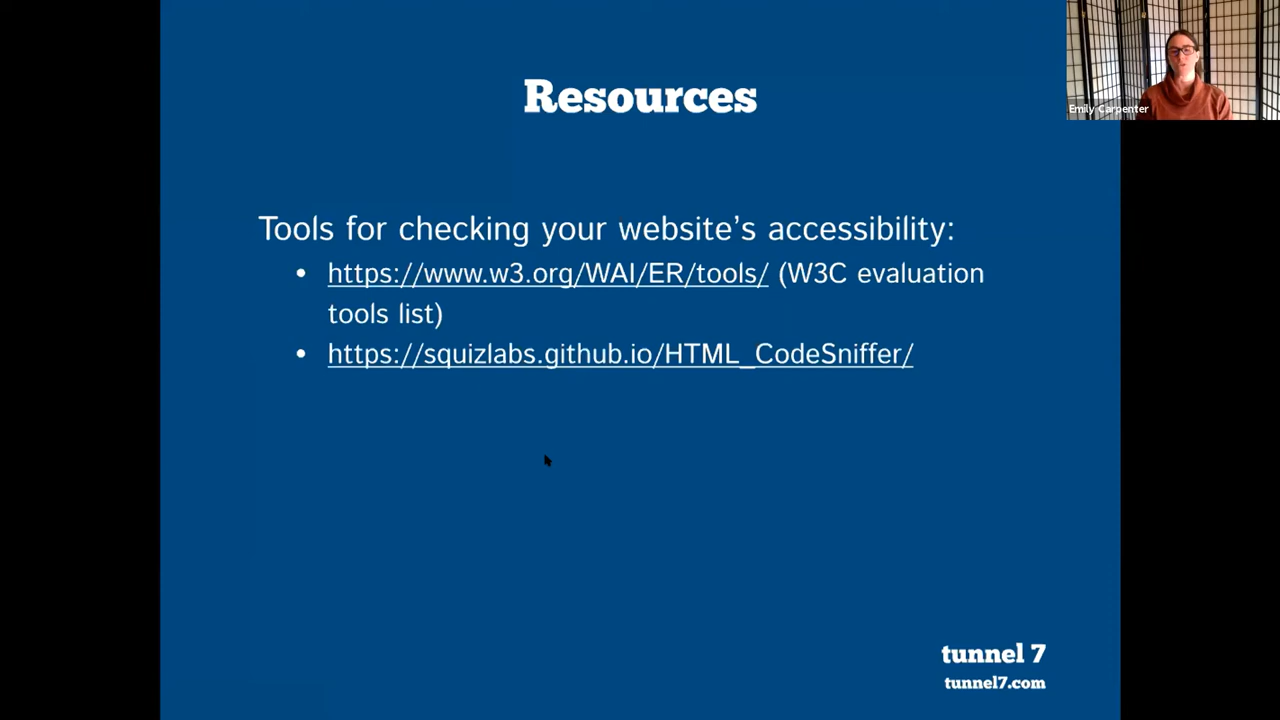 Resources
Emily Carpenter
Tools for checking your website’s accessibility:
• https://www.w3.org/WAI/ER/tools/ (W3C evaluation
tools list)
• https://squizlabs.github.io/HTML_CodeSniffer/
tunnel 7
tunnel7.com